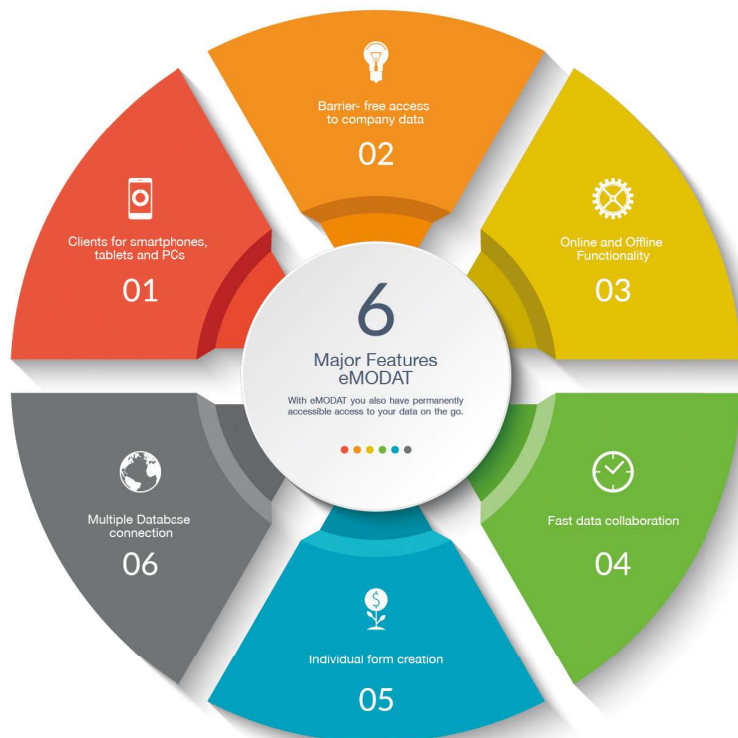 6
Major Features
eMODAT
With eMODAT you also have permanently
accessible access to your data on the go.
Clients for smartphones,
tablets and PCs
01
Barrier- free access
to company data
02
Online and Offline
Functionality
03
Fast data collaboration
04
$
Individual form creation
05
Multiple Database
connection
06